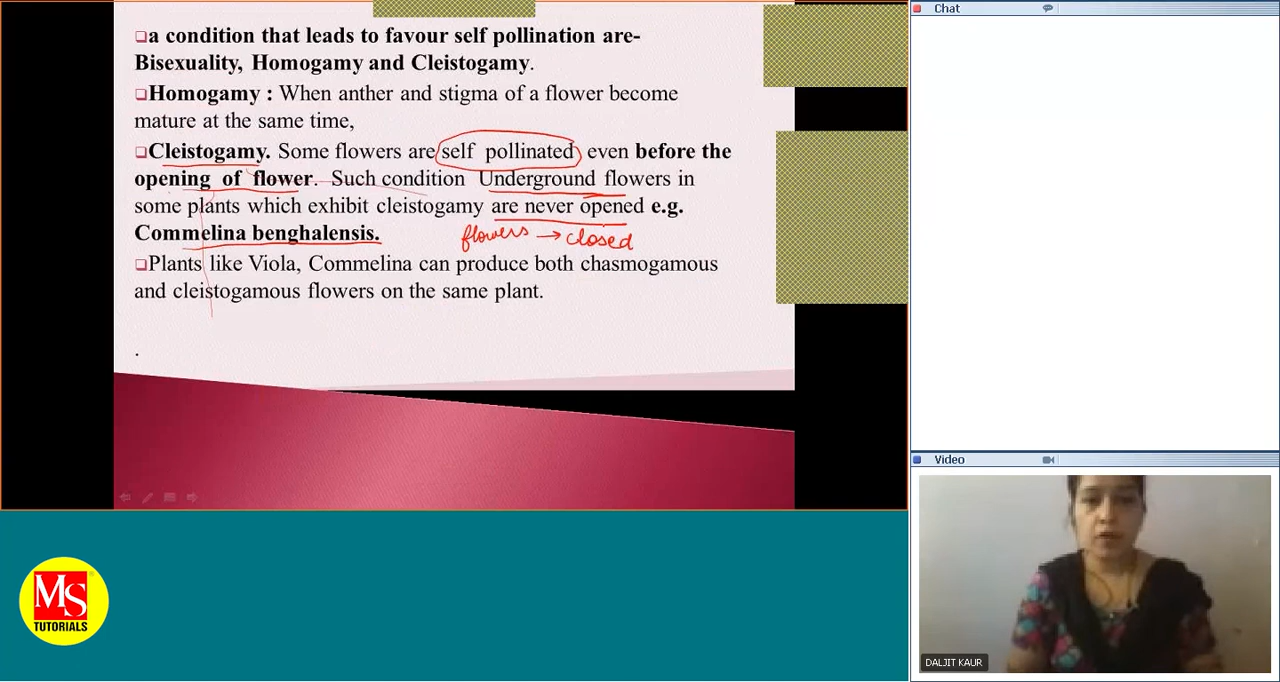 a condition that leads to favour self pollination are-
Bisexuality, Homogamy and Cleistogamy.
Homogamy : When anther and stigma of a flower become
mature at the same time,
Cleistogamy. Some flowers are self pollinated even before the
opening of flower. Such condition Underground flowers in
some plants which exhibit cleistogamy are never opened e.g.
Commelina benghalensis.
flowers → closed
Plants like Viola, Commelina can produce both chasmogamous
and cleistogamous flowers on the same plant.
.
MS
TUTORIALS
Chat
Video
DALJIT KAUR